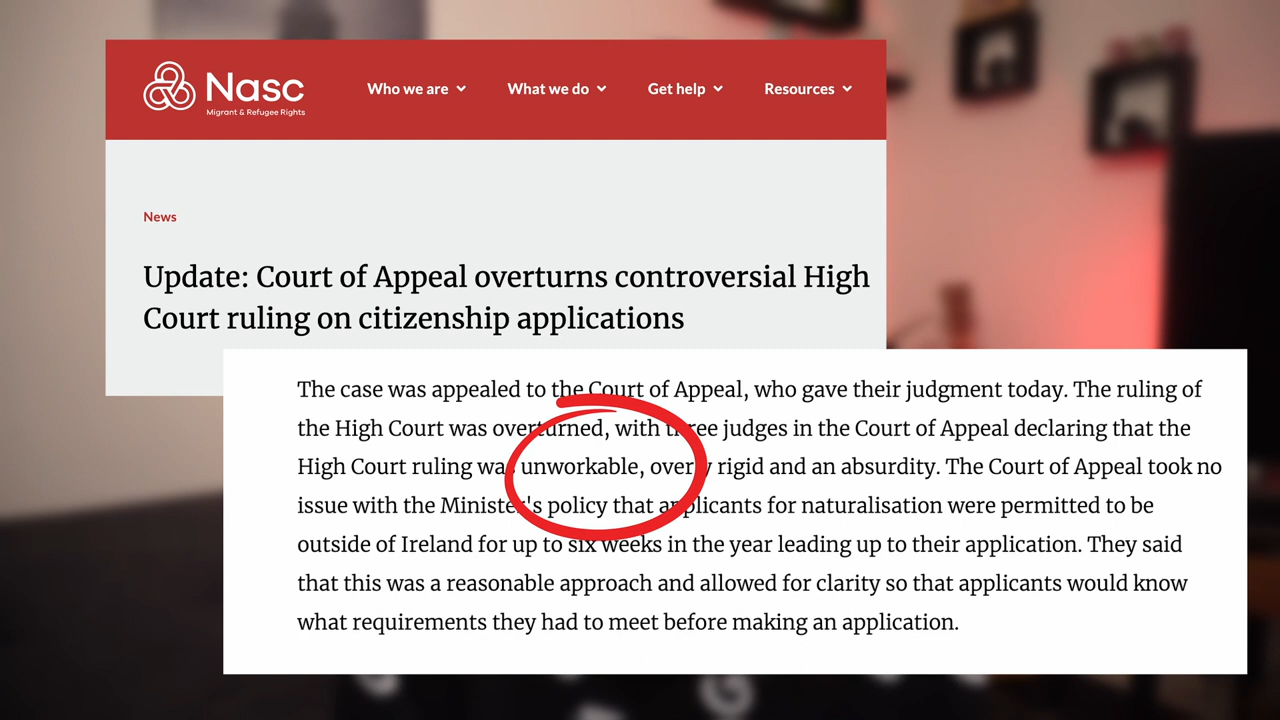 Nasc
Migrant & Refugee Rights
Who we are
What we do
Get help
Resources
News
Update: Court of Appeal overturns controversial High
Court ruling on citizenship applications
The case was appealed to the Court of Appeal, who gave their judgment today. The ruling of
the High Court was overturned, with three judges in the Court of Appeal declaring that the
High Court ruling was unworkable, overly rigid and an absurdity. The Court of Appeal took no
issue with the Minister's policy that applicants for naturalisation were permitted to be
outside of Ireland for up to six weeks in the year leading up to their application. They said
that this was a reasonable approach and allowed for clarity so that applicants would know
what requirements they had to meet before making an application.